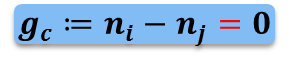 g_c ≔ n_i − n_j = 0